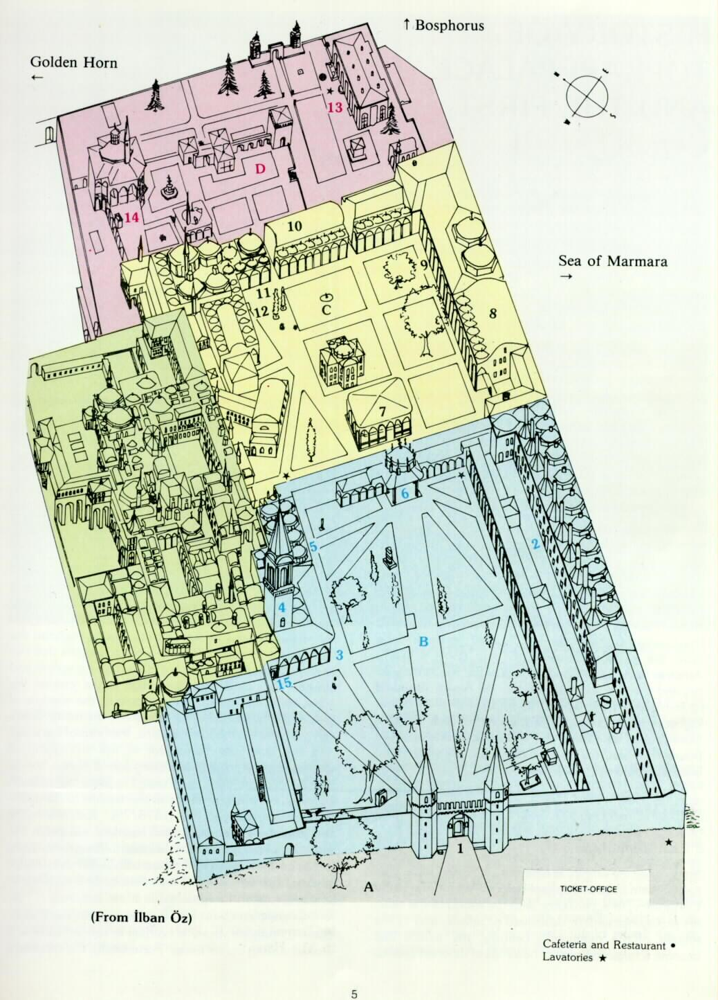 ↑ Bosphorus
Golden Horn
←
13
D
14
10
Sea of Marmara
→
9
11
12
C
8
7
6
2
5
4
B
3
15
1
A
TICKET-OFFICE
(From İlban Öz)
Cafeteria and Restaurant •
Lavatories ★
5